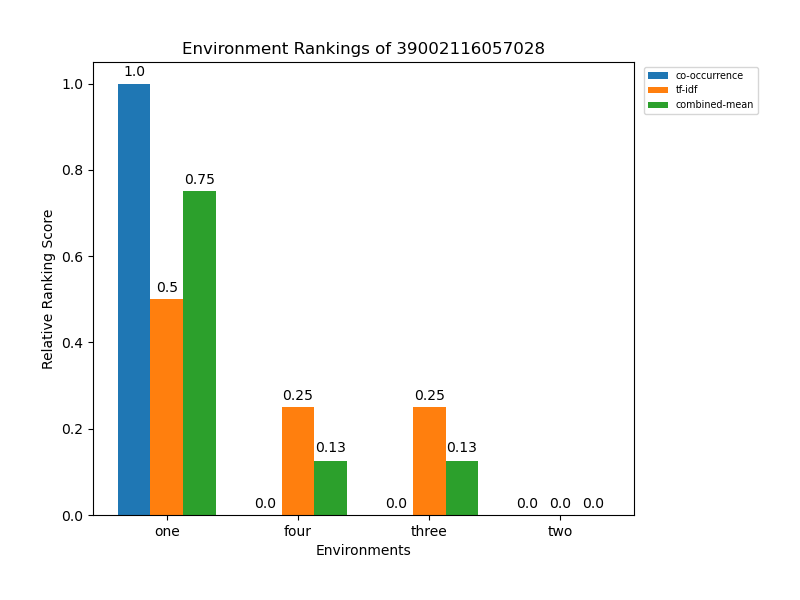 Environment Rankings of 39002116057028
co-occurrence
tf-idf
combined-mean
Relative Ranking Score
1.0
0.8
0.6
0.4
0.2
0.0
1.0
0.5
0.75
0.0
0.25
0.13
0.0
0.25
0.13
0.0
0.0
0.0
one
four
three
two
Environments